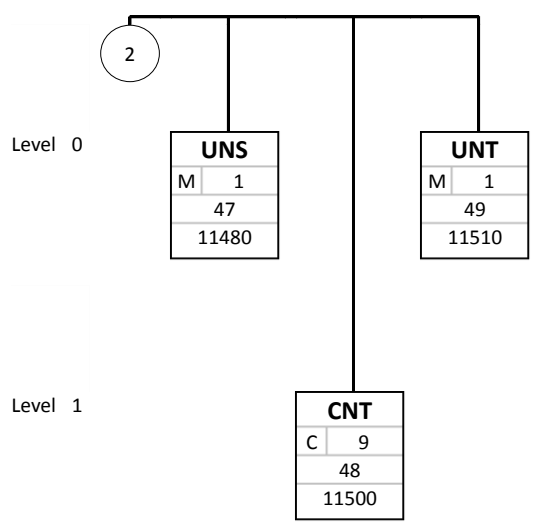 2
Level 0
UNS
M 1
47
11480
UNT
M 1
49
11510
Level 1
CNT
C 9
48
11500